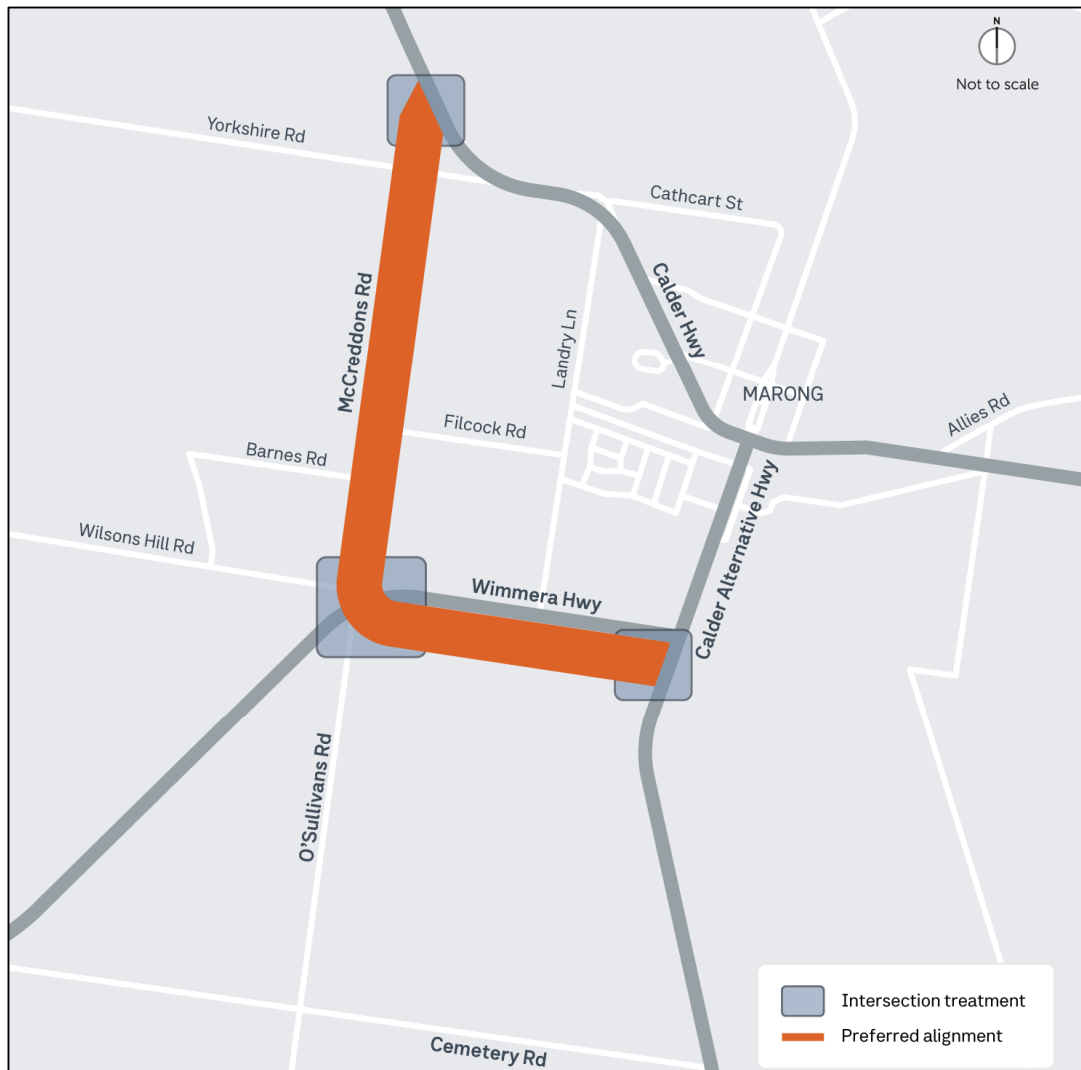 N
Not to scale
Yorkshire Rd
Cathcart St
Calder Hwy
McCreddons Rd
Landry Ln
MARONG
Allies Rd
Filcock Rd
Barnes Rd
Calder Alternative Hwy
Wilsons Hill Rd
Wimmera Hwy
O'Sullivans Rd
Intersection treatment
Preferred alignment
Cemetery Rd